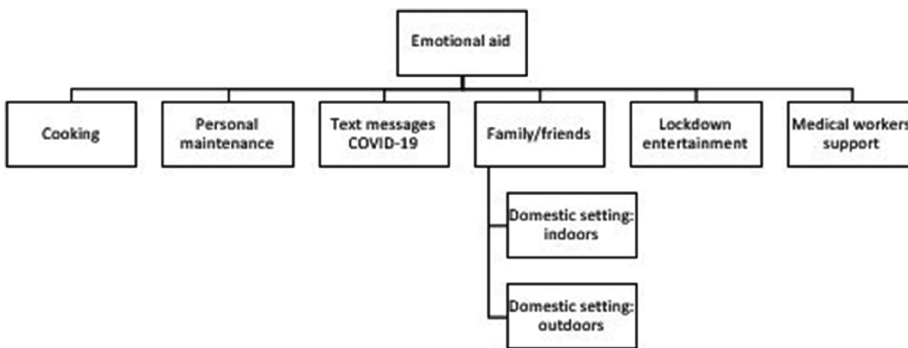 Emotional aid
Cooking
Personal
maintenance
Text messages
COVID-19
Family/friends
Lockdown
entertainment
Medical workers
support
Domestic setting:
indoors
Domestic setting:
outdoors